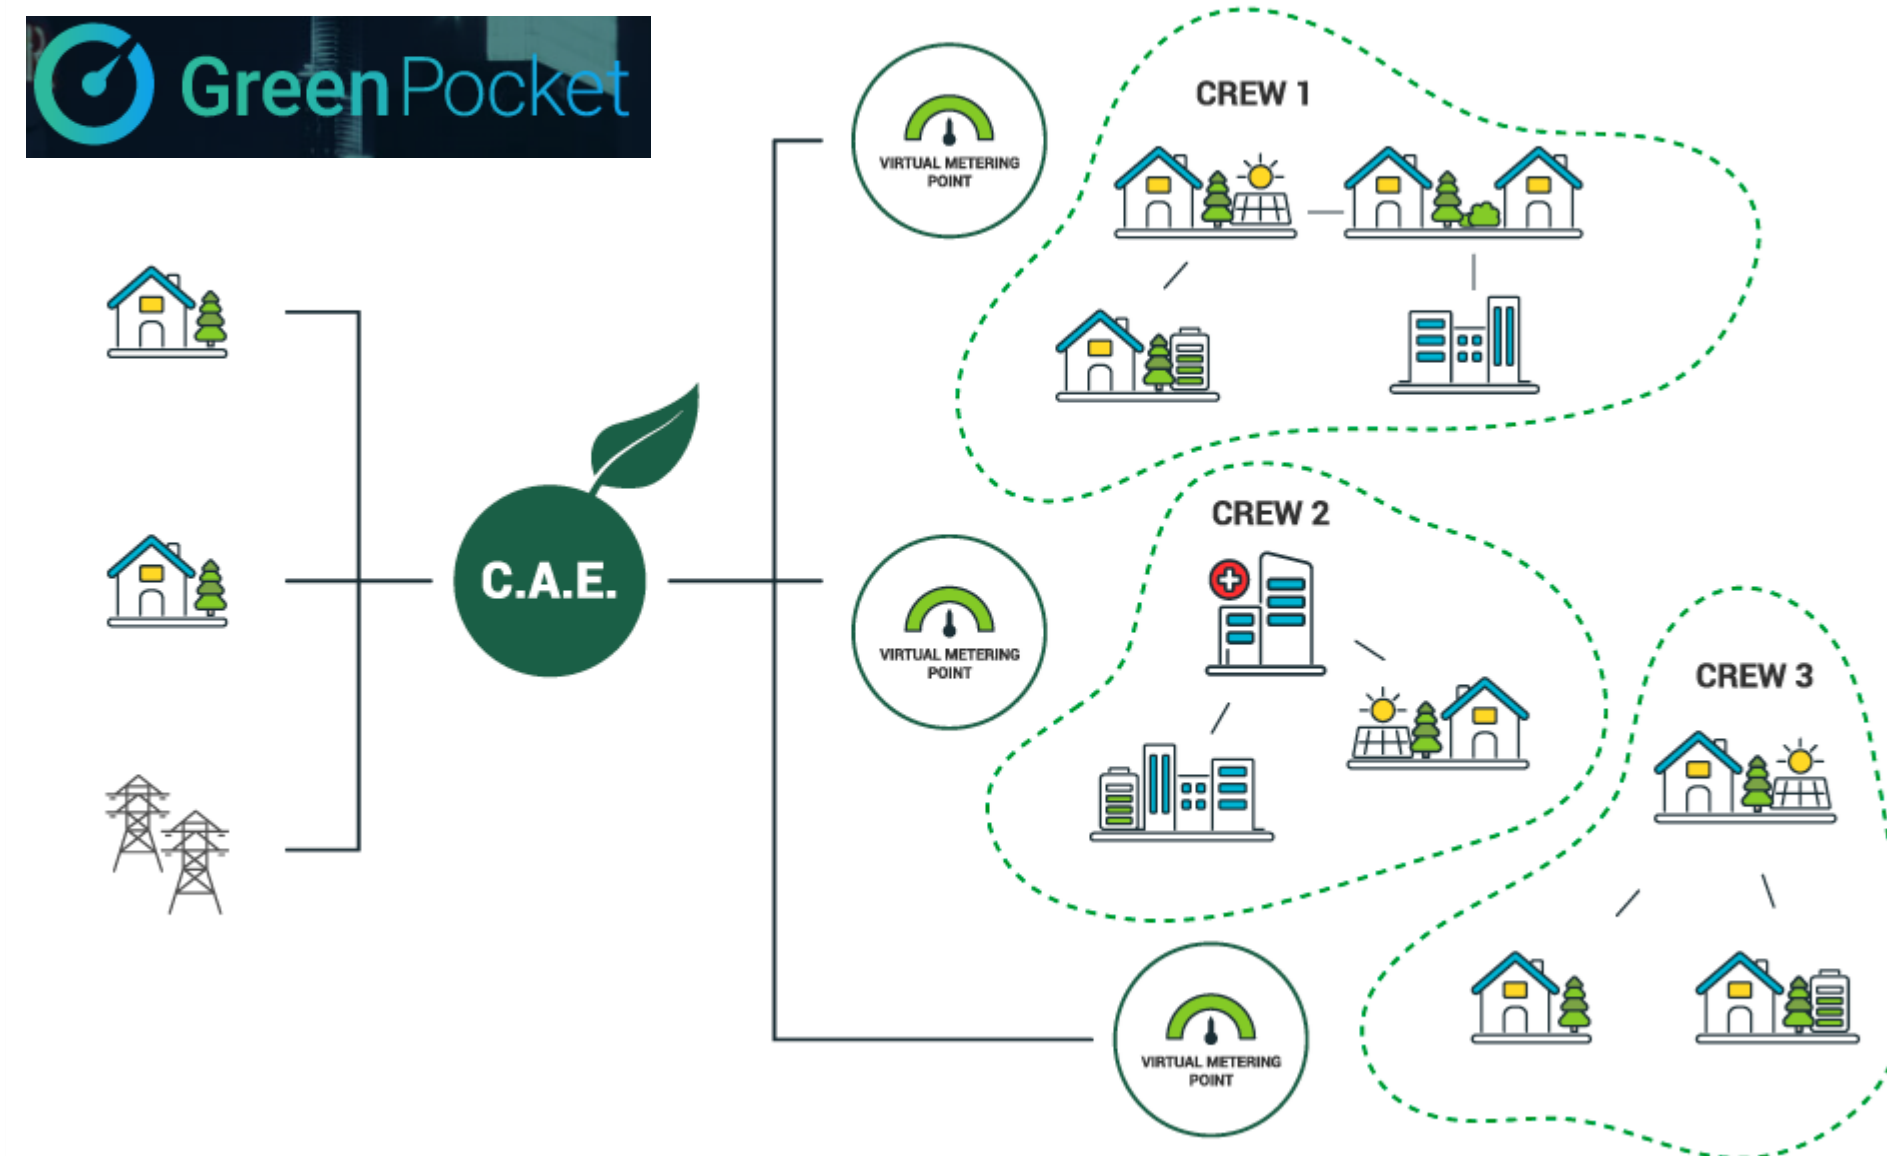 GreenPocket
CREW 1
VIRTUAL METERING
POINT
CREW 2
C.A.E.
VIRTUAL METERING
POINT
CREW 3
VIRTUAL METERING
POINT